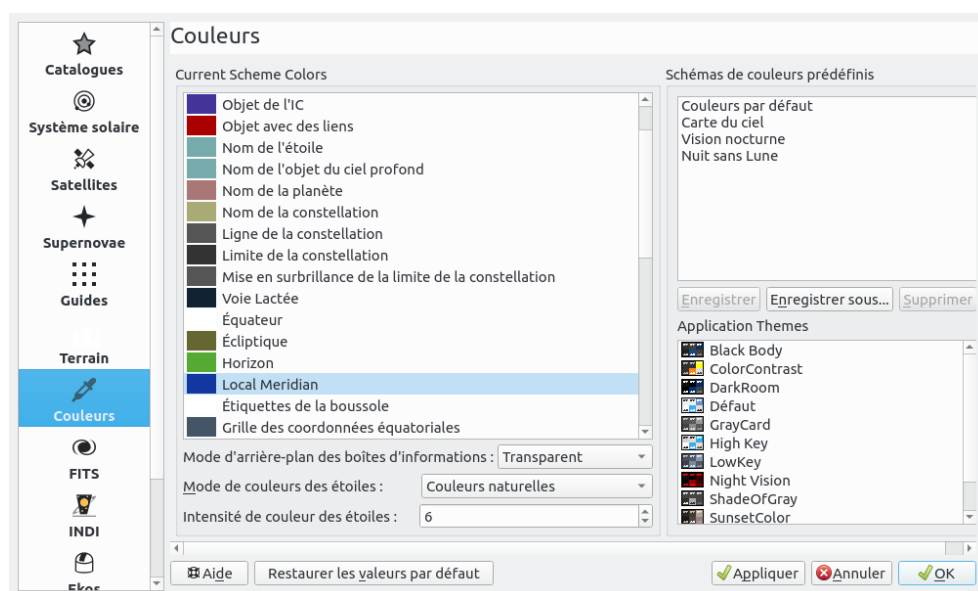 Catalogues
Système solaire
Satellites
Supernovae
Guides
Terrain
Couleurs
FITS
INDI
Ekos
Couleurs
Current Scheme Colors
Objet de l'IC
Objet avec des liens
Nom de l'étoile
Nom de l'objet du ciel profond
Nom de la planète
Nom de la constellation
Ligne de la constellation
Limite de la constellation
Mise en surbrillance de la limite de la constellation
Voie Lactée
Équateur
Écliptique
Horizon
Local Meridian
Étiquettes de la boussole
Grille des coordonnées équatoriales
Mode d'arrière-plan des boîtes d'informations : Transparent
Mode de couleurs des étoiles : Couleurs naturelles
Intensité de couleur des étoiles : 6
Schémas de couleurs prédéfinis
Couleurs par défaut
Carte du ciel
Vision nocturne
Nuit sans Lune
Enregistrer Enregistrer sous... Supprimer
Application Themes
Black Body
ColorContrast
DarkRoom
Défaut
GrayCard
High Key
LowKey
Night Vision
ShadeOfGray
SunsetColor
Aide Restaurer les valeurs par défaut Appliquer Annuler OK